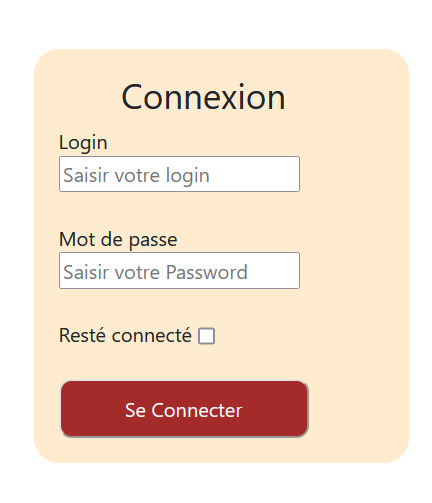 Connexion
Login
Saisir votre login
Mot de passe
Saisir votre Password
Resté connecté
Se Connecter